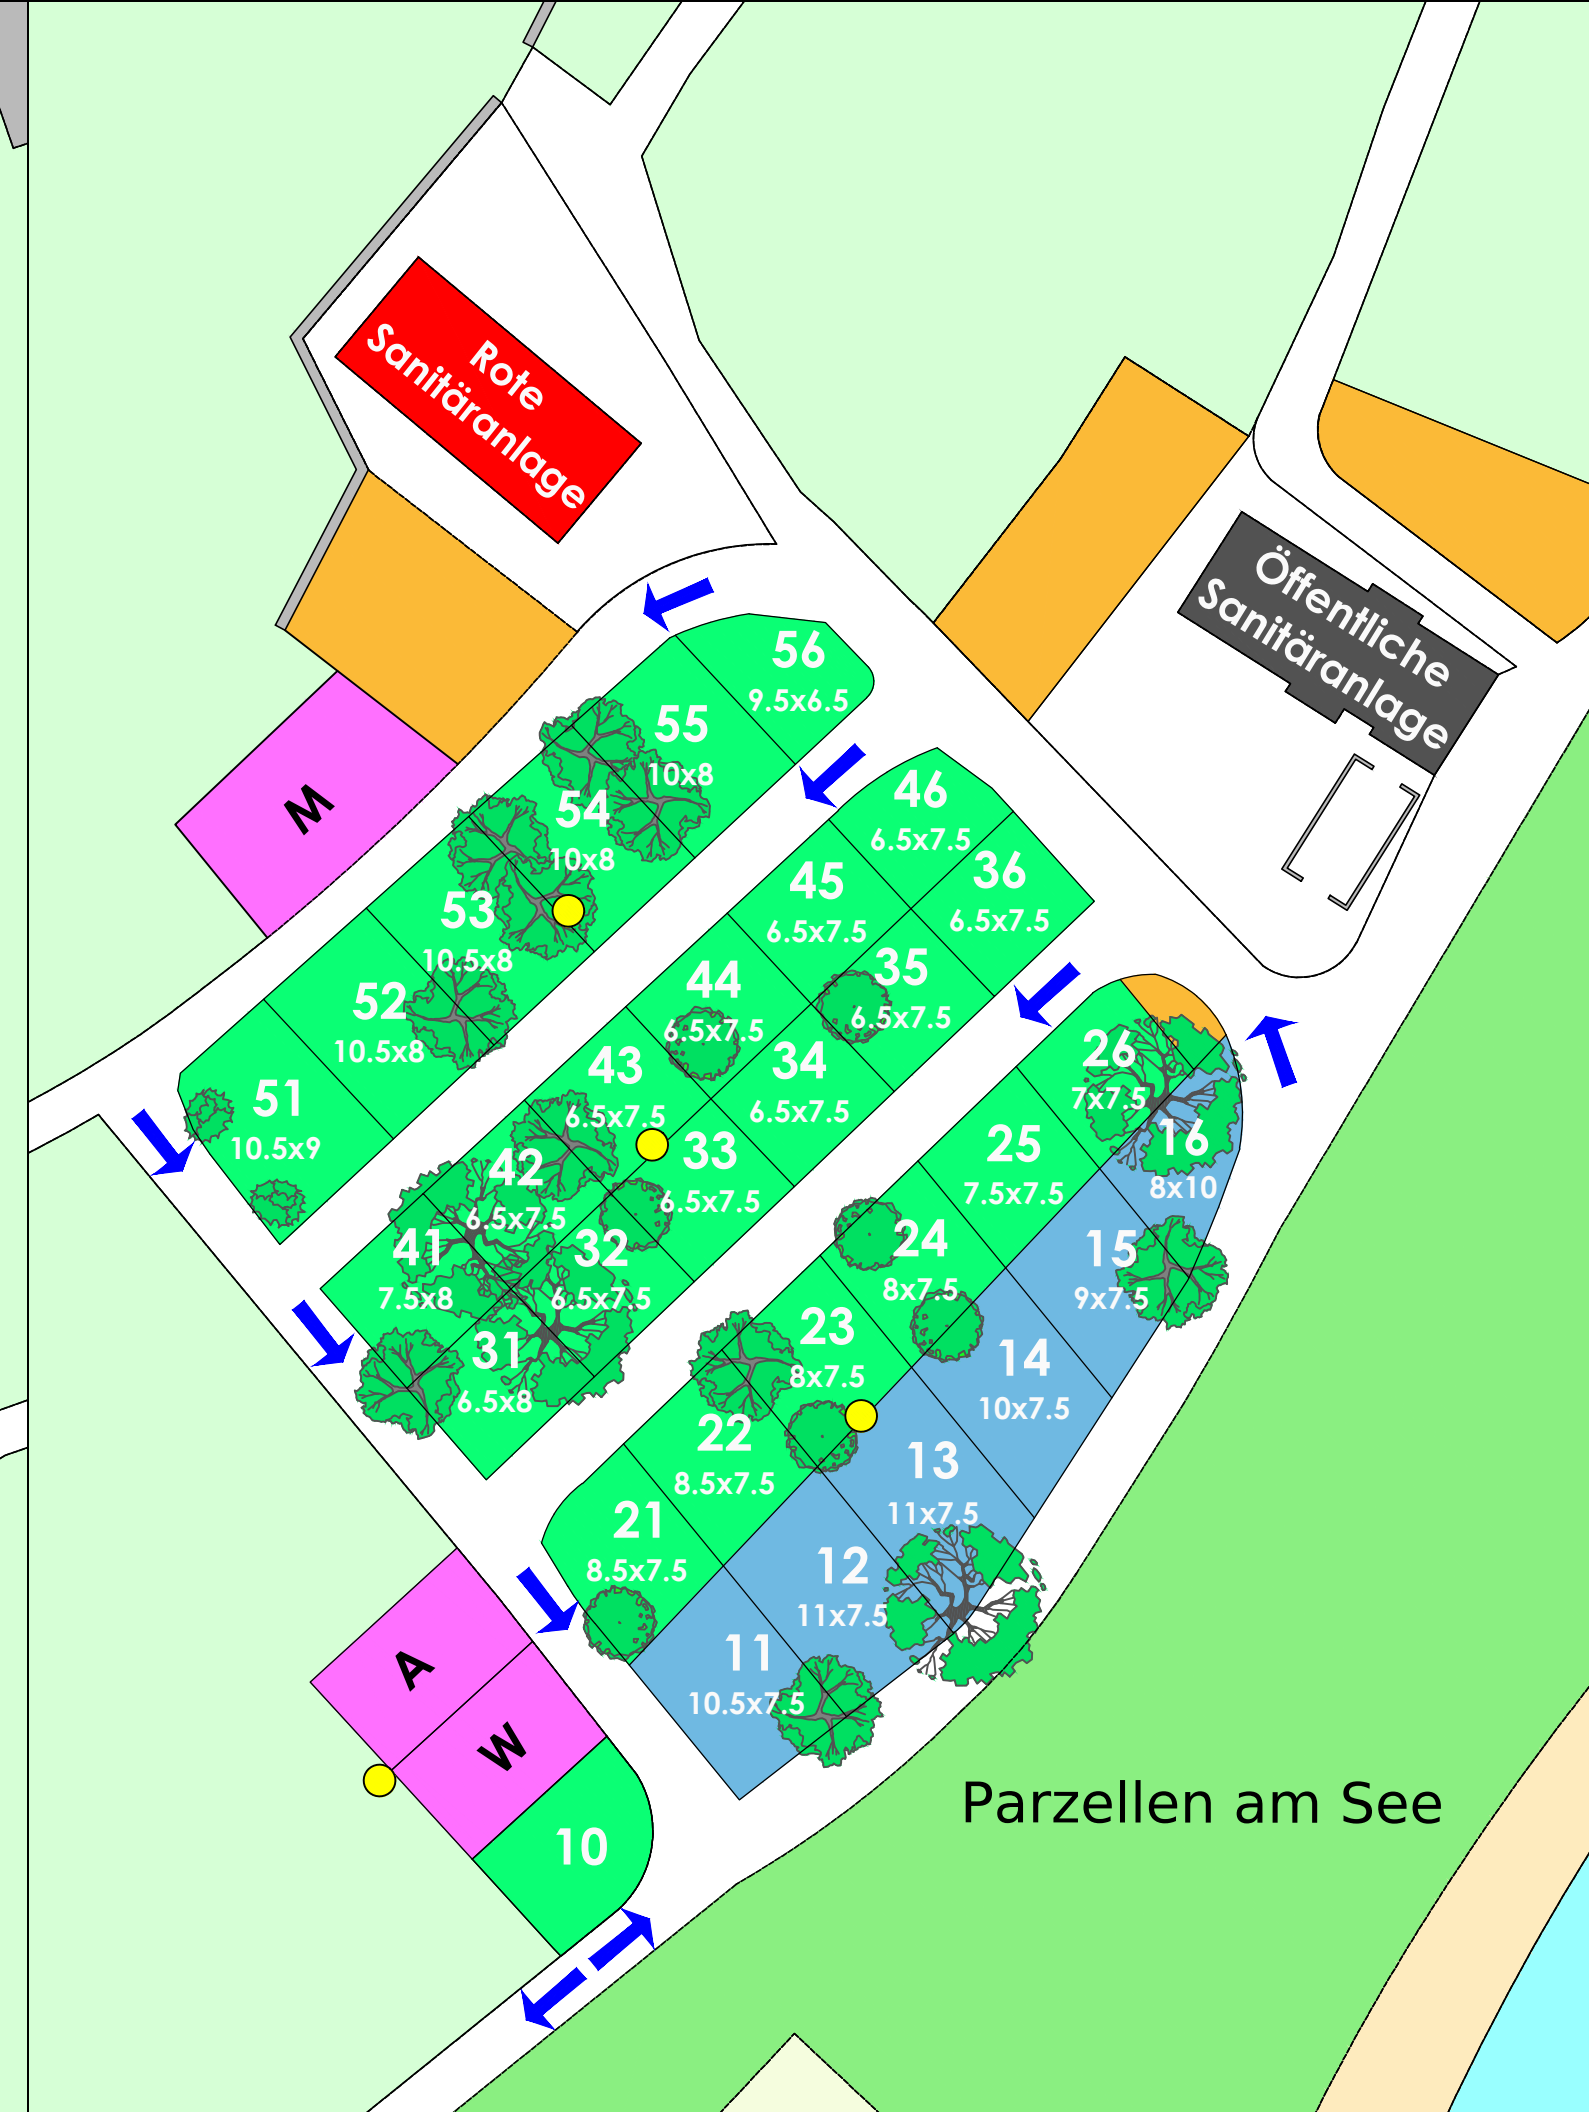 Rote
Sanitäranlage
Öffentliche
Sanitäranlage
56
9.5x6.5
55
10x8
54
10x8
53
10.5x8
52
10.5x8
51
10.5x9
M
46
6.5x7.5
45
6.5x7.5
44
6.5x7.5
43
6.5x7.5
42
6.5x7.5
41
7.5x8
36
6.5x7.5
35
6.5x7.5
34
6.5x7.5
33
6.5x7.5
32
6.5x7.5
31
6.5x8
26
7x7.5
25
7.5x7.5
24
8x7.5
23
8x7.5
22
8.5x7.5
21
8.5x7.5
16
8x10
15
9x7.5
14
10x7.5
13
11x7.5
12
11x7.5
11
10.5x7.5
A
W
10
Parzellen am See